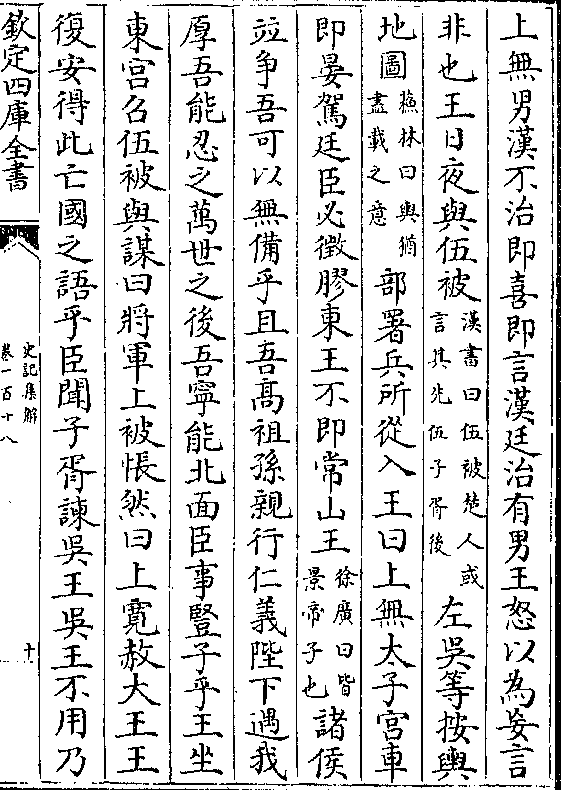 上無男漢不治即喜即言漢廷治有男王怒以為妄言
非也王日夜與伍被漢書曰伍被楚人或言其先伍子胥後左吳等按輿
地圖蘓林曰輿猶盡載之意部署兵所從入王曰上無太子宮車
即晏駕廷臣必徵膠東王不即常山王徐廣曰皆景帝子也諸侯
竝爭吾可以無備乎且吾髙祖孫親行仁義陛下遇我
厚吾能忍之萬世之後吾寧能北面臣事豎子乎王坐
東宮召伍被與謀曰將軍上被悵然曰上寛赦大王王
復安得此亡國之語乎臣聞子胥諫吳王吳王不用乃
欽定四庫全書
史記集解
卷一百十八
十